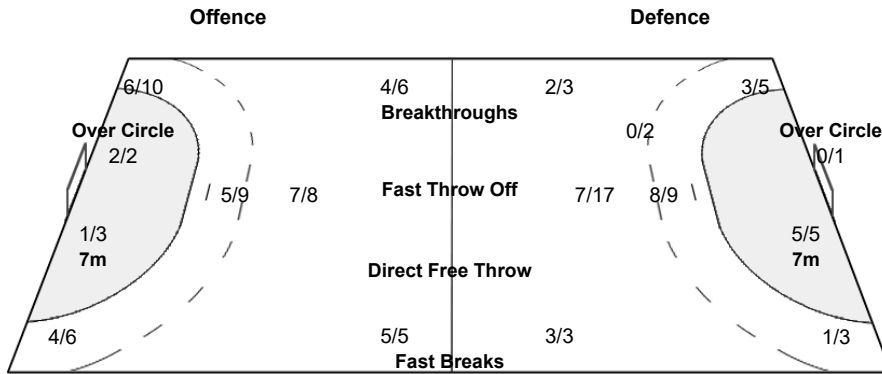 Offence Defence
6/10 4/6 2/3 3/5
Breakthroughs
Over Circle 0/2 Over Circle
2/2 0/1
5/9 7/8 Fast Throw Off 7/17 8/9
1/3 5/5
7m 7m
Direct Free Throw
4/6 5/5 3/3 1/3
Fast Breaks